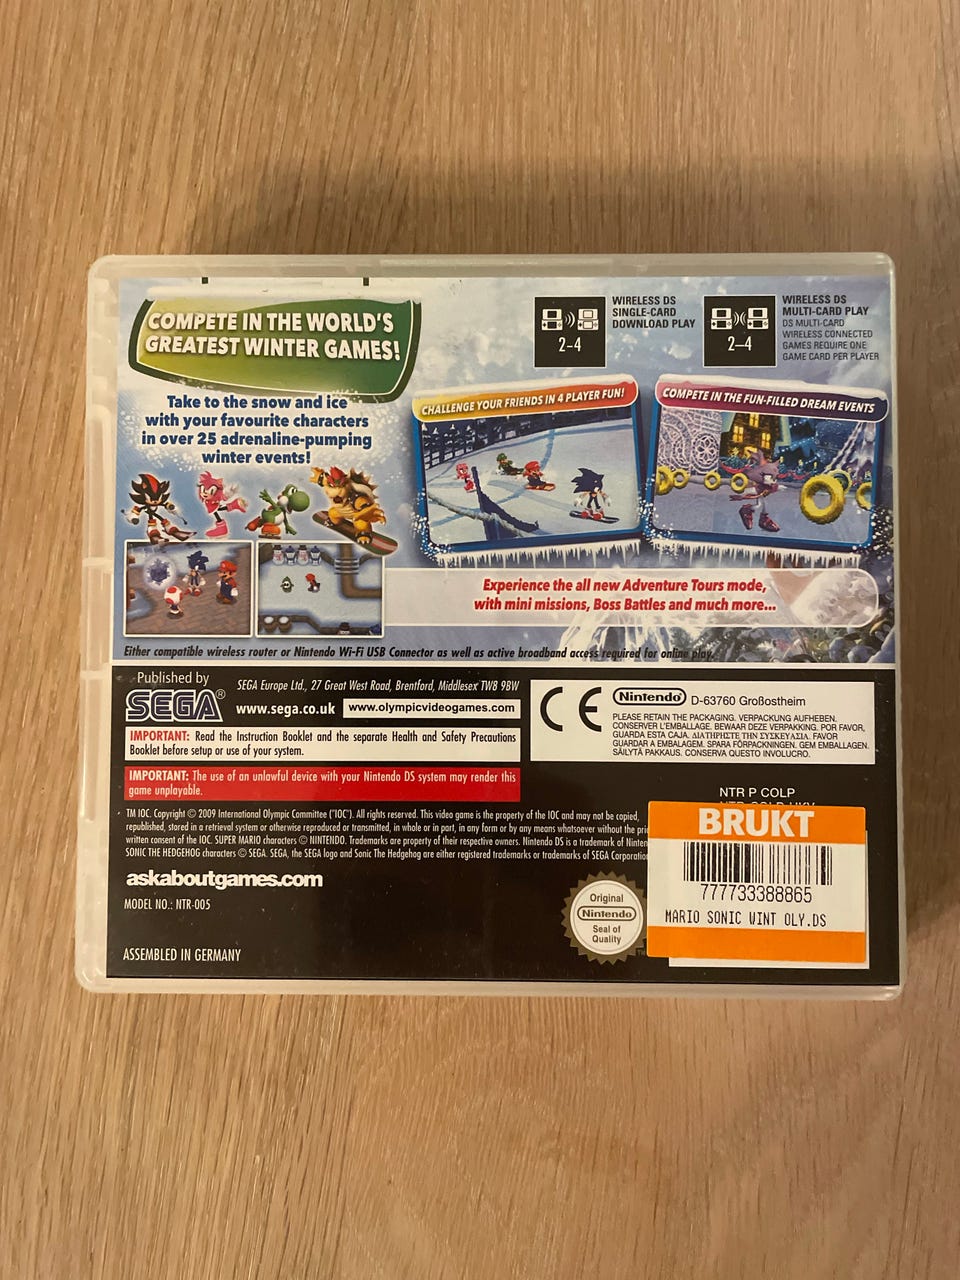 COMPETE IN THE WORLD'S
GREATEST WINTER GAMES!
Take to the snow and ice
with your favourite characters
in over 25 adrenaline-pumping
winter events!
WIRELESS DS
SINGLE-CARD
DOWNLOAD PLAY
2-4
WIRELESS DS
MULTI-CARD PLAY
DS MULTI-CARD
WIRELESS CONNECTED
GAMES REQUIRE ONE
GAME CARD PER PLAYER
2-4
CHALLENGE YOUR FRIENDS IN 4 PLAYER FUN!
COMPETE IN THE FUN-FILLED DREAM EVENTS
Experience the all new Adventure Tours mode,
with mini missions, Boss Battles and much more...
Either compatible wireless router or Nintendo Wi-Fi USB Connector as well as active broadband access required for online play.
Published by
SEGA®
SEGA Europe Ltd., 27 Great West Road, Brentford, Middlesex TW8 9BW
www.sega.co.uk
www.olympicvideogames.com
IMPORTANT: Read the Instruction Booklet and the separate Health and Safety Precautions
Booklet before setup or use of your system.
IMPORTANT: The use of an unlawful device with your Nintendo DS system may render this
game unplayable.
CE
Nintendo® D-63760 Großostheim
PLEASE RETAIN THE PACKAGING. VERPACKUNG AUFHEBEN.
CONSERVER L'EMBALLAGE. BEWAAR DEZE VERPAKKING. POR FAVOR,
GUARDA ESTA CAJA. ΔΙΑΤΗΡΗΣΤΕ ΤΗΝ ΣΥΣΚΕΥΑΣΙΑ. FAVOR
GUARDAR A EMBALAGEM. SPARA FÖRPACKNINGEN. GEM EMBALLAGEN.
SÄILYTÄ PAKKAUS. CONSERVA QUESTO INVOLUCRO.
NTR P COLP
TM IOC. Copyright © 2009 International Olympic Committee ("IOC"). All rights reserved. This video game is the property of the IOC and may not be copied,
republished, stored in a retrieval system or otherwise reproduced or transmitted, in whole or in part, in any form or by any means whatsoever without the
written consent of the IOC. SUPER MARIO characters © NINTENDO. Trademarks are property of their respective owners. Nintendo DS is a trademark of
SONIC THE HEDGEHOG characters © SEGA. SEGA, the SEGA logo and Sonic The Hedgehog are either registered trademarks or trademarks of SEGA
askaboutgames.com
MODEL NO.: NTR-005
ASSEMBLED IN GERMANY
Original
Nintendo
Seal of
Quality
TM
BRUKT
777733388865
MARIO SONIC WINT OLY.DS